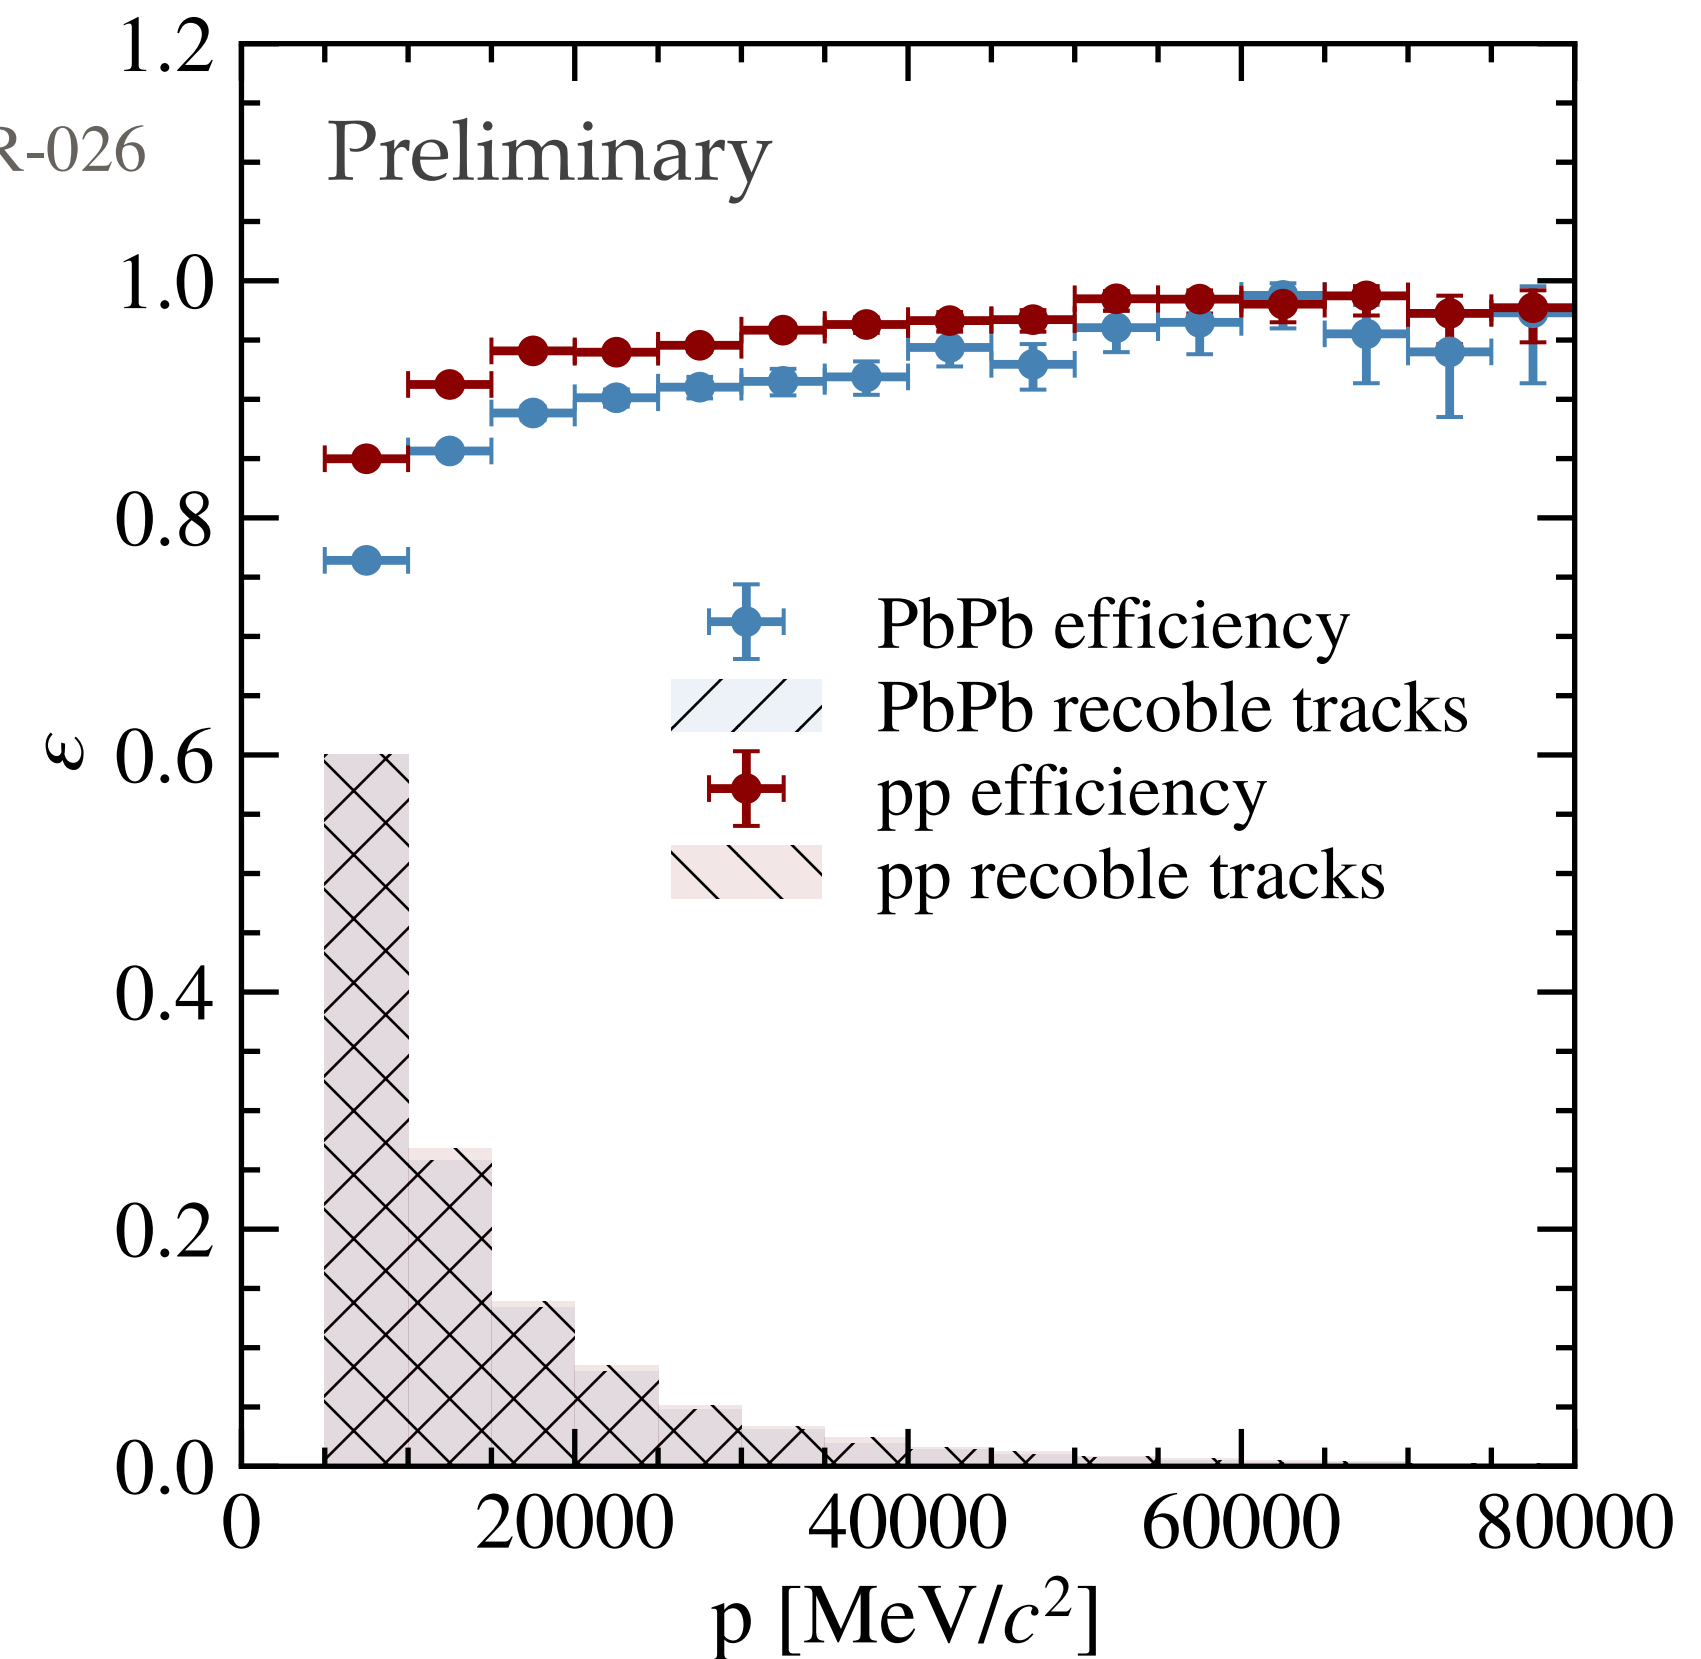 1.2
R-026
Preliminary
1.0
0.8
0.6
0.4
0.2
0.0
ε
PbPb efficiency
PbPb recoble tracks
pp efficiency
pp recoble tracks
0 20000 40000 60000 80000
p [MeV/c²]